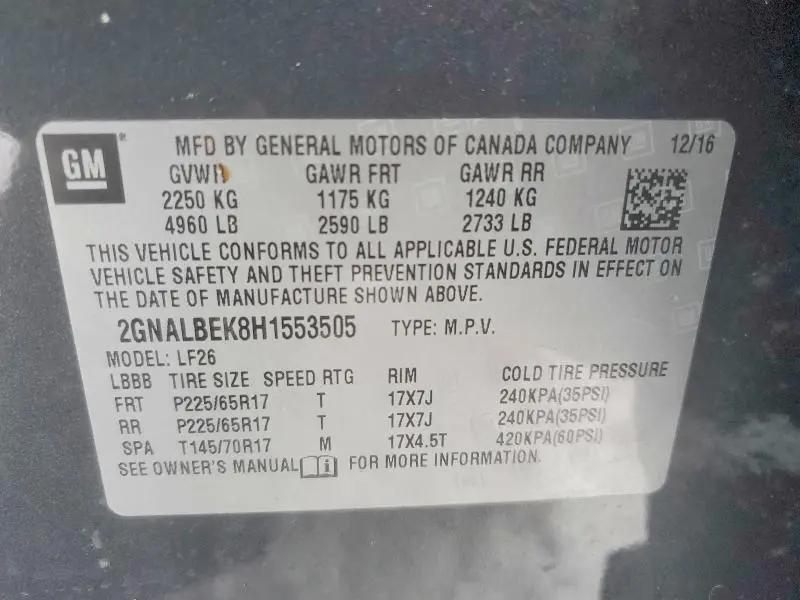 GM MFD BY GENERAL MOTORS OF CANADA COMPANY 12/16
GVWR GAWR FRT GAWR RR
2250 KG 1175 KG 1240 KG
4960 LB 2590 LB 2733 LB
THIS VEHICLE CONFORMS TO ALL APPLICABLE U.S. FEDERAL MOTOR
VEHICLE SAFETY AND THEFT PREVENTION STANDARDS IN EFFECT ON
THE DATE OF MANUFACTURE SHOWN ABOVE.
2GNALBEK8H1553505 TYPE: M.P.V.
MODEL: LF26
LBBB TIRE SIZE SPEED RTG RIM COLD TIRE PRESSURE
FRT P225/65R17 T 17X7J 240KPA(35PSI)
RR P225/65R17 T 17X7J 240KPA(35PSI)
SPA T145/70R17 M 17X4.5T 420KPA(60PSI)
SEE OWNER'S MANUAL FOR MORE INFORMATION.